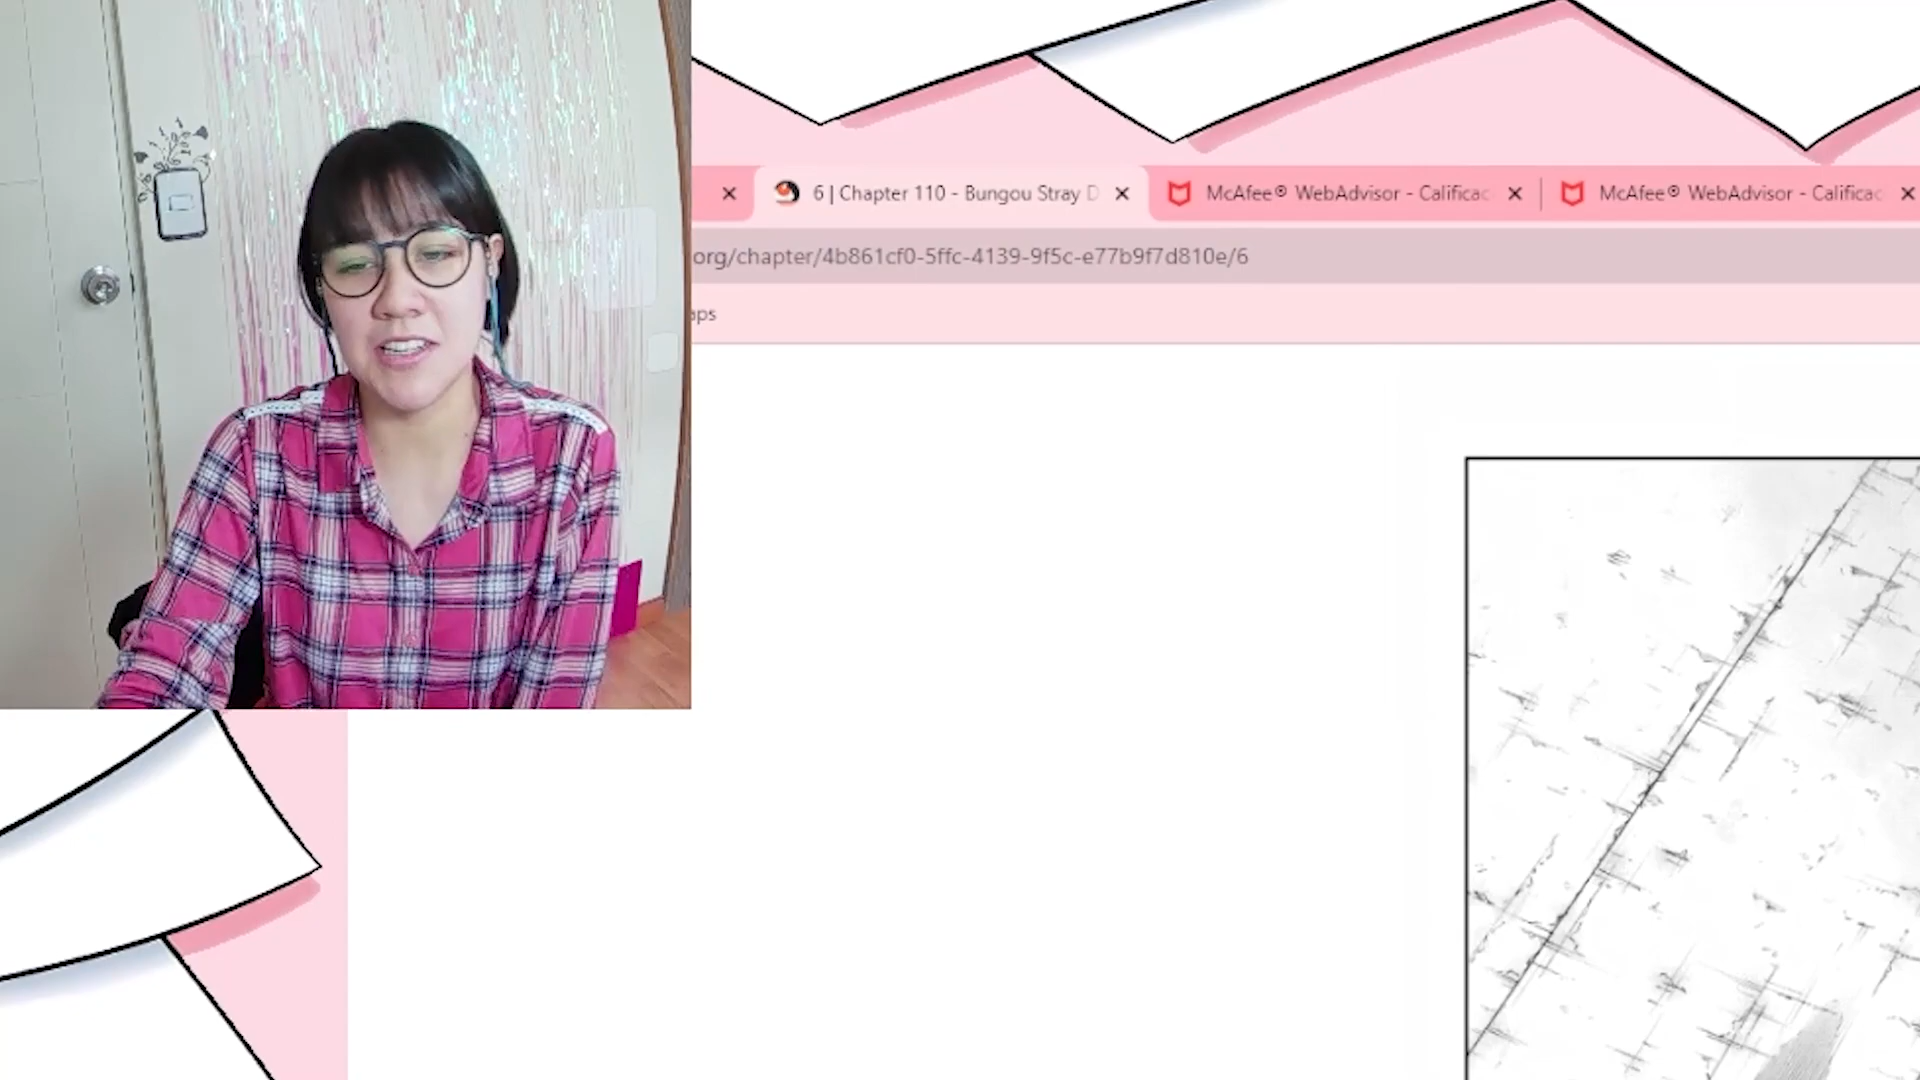 6 | Chapter 110 - Bungou Stray D
McAfee® WebAdvisor - Calificac
McAfee® WebAdvisor - Calificac
org/chapter/4b861cf0-5ffc-4139-9f5c-e77b9f7d810e/6
aps